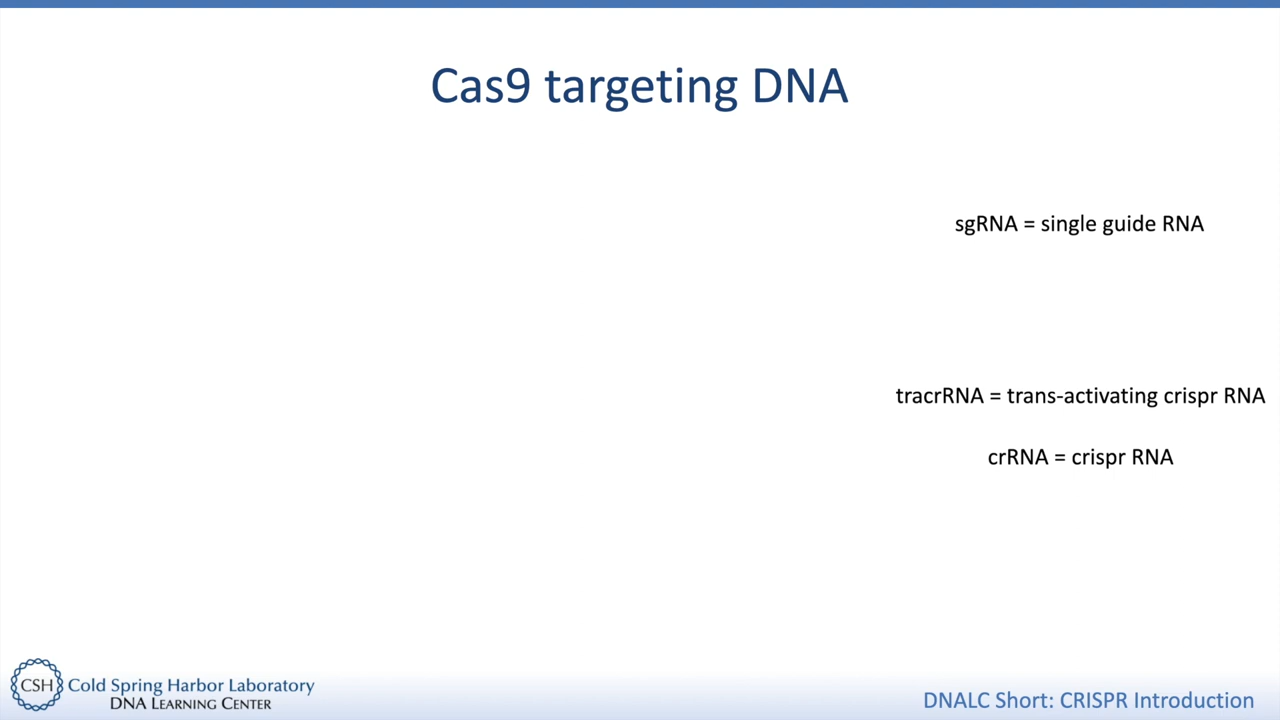 Cas9 targeting DNA
sgRNA = single guide RNA
tracrRNA = trans-activating crispr RNA
crRNA = crispr RNA
CSH Cold Spring Harbor Laboratory
DNA LEARNING CENTER
DNALC Short: CRISPR Introduction